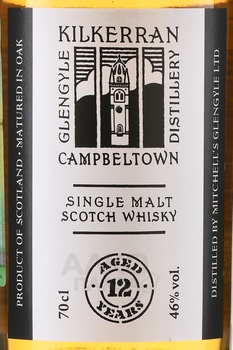 KILKERRAN
GLENGYLE
DISTILLERY
CAMPBELTOWN
SINGLE MALT
SCOTCH WHISKY
AGED
12
YEARS
70cl
46% vol.
PRODUCT OF SCOTLAND · MATURED IN OAK
DISTILLED BY MITCHELL'S GLENGYLE LTD.